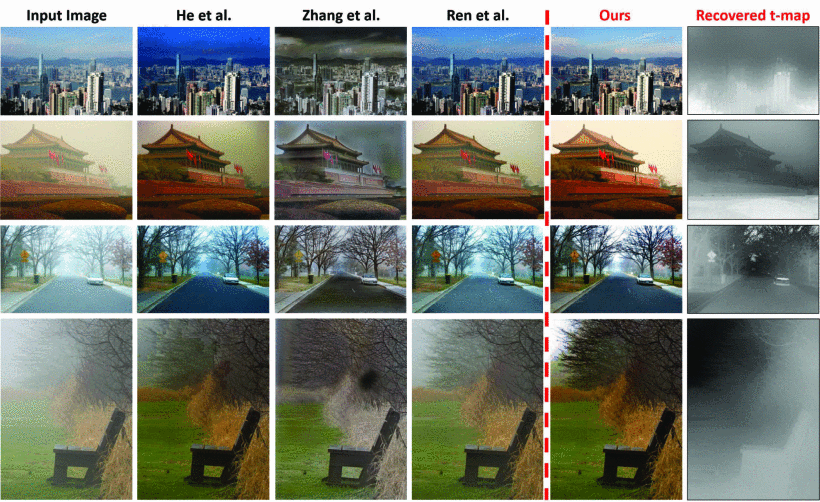 Input Image
He et al.
Zhang et al.
Ren et al.
Ours
Recovered t-map